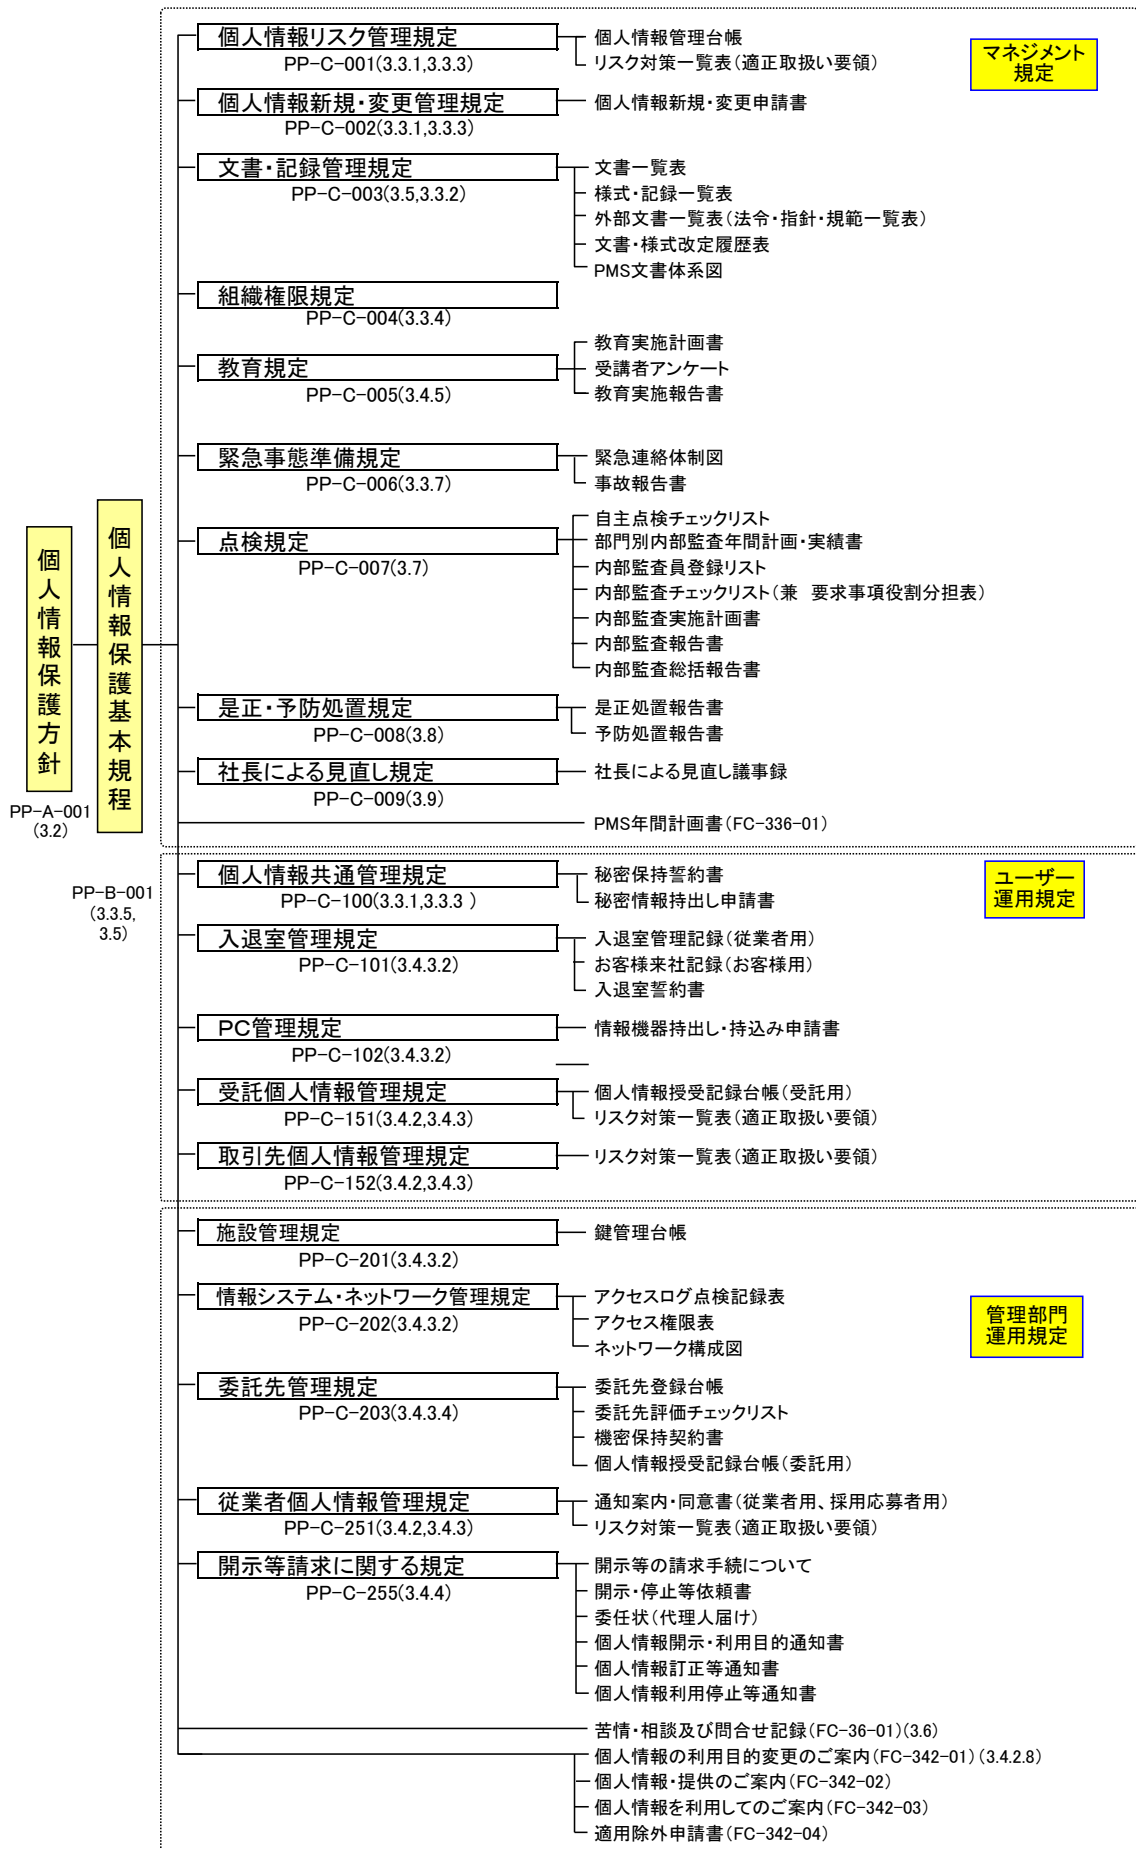 個人情報リスク管理規定
PP-C-001(3.3.1,3.3.3)
個人情報管理台帳
リスク対策一覧表(適正取扱い要領)
マネジメント
規定
個人情報新規・変更管理規定
PP-C-002(3.3.1,3.3.3)
個人情報新規・変更申請書
文書・記録管理規定
PP-C-003(3.5,3.3.2)
文書一覧表
様式・記録一覧表
外部文書一覧表(法令・指針・規範一覧表)
文書・様式改定履歴表
PMS文書体系図
組織権限規定
PP-C-004(3.3.4)
教育規定
PP-C-005(3.4.5)
教育実施計画書
受講者アンケート
教育実施報告書
緊急事態準備規定
PP-C-006(3.3.7)
緊急連絡体制図
事故報告書
点検規定
PP-C-007(3.7)
自主点検チェックリスト
部門別内部監査年間計画・実績書
内部監査員登録リスト
内部監査チェックリスト(兼 要求事項役割分担表)
内部監査実施計画書
内部監査報告書
内部監査総括報告書
個人情報保護方針
PP-A-001
(3.2)
個人情報保護基本規程
PP-B-001
(3.3.5,
3.5)
是正・予防処置規定
PP-C-008(3.8)
是正処置報告書
予防処置報告書
社長による見直し規定
PP-C-009(3.9)
社長による見直し議事録
PMS年間計画書(FC-336-01)
個人情報共通管理規定
PP-C-100(3.3.1,3.3.3 )
秘密保持誓約書
秘密情報持出し申請書
ユーザー
運用規定
入退室管理規定
PP-C-101(3.4.3.2)
入退室管理記録(従業者用)
お客様来社記録(お客様用)
入退室誓約書
PC管理規定
PP-C-102(3.4.3.2)
情報機器持出し・持込み申請書
受託個人情報管理規定
PP-C-151(3.4.2,3.4.3)
個人情報授受記録台帳(受託用)
リスク対策一覧表(適正取扱い要領)
取引先個人情報管理規定
PP-C-152(3.4.2,3.4.3)
リスク対策一覧表(適正取扱い要領)
施設管理規定
PP-C-201(3.4.3.2)
鍵管理台帳
情報システム・ネットワーク管理規定
PP-C-202(3.4.3.2)
アクセスログ点検記録表
アクセス権限表
ネットワーク構成図
管理部門
運用規定
委託先管理規定
PP-C-203(3.4.3.4)
委託先登録台帳
委託先評価チェックリスト
機密保持契約書
個人情報授受記録台帳(委託用)
従業者個人情報管理規定
PP-C-251(3.4.2,3.4.3)
通知案内・同意書(従業者用、採用応募者用)
リスク対策一覧表(適正取扱い要領)
開示等請求に関する規定
PP-C-255(3.4.4)
開示等の請求手続について
開示・停止等依頼書
委任状(代理人届け)
個人情報開示・利用目的通知書
個人情報訂正等通知書
個人情報利用停止等通知書
苦情・相談及び問合せ記録(FC-36-01)(3.6)
個人情報の利用目的変更のご案内(FC-342-01)(3.4.2.8)
個人情報・提供のご案内(FC-342-02)
個人情報を利用してのご案内(FC-342-03)
適用除外申請書(FC-342-04)